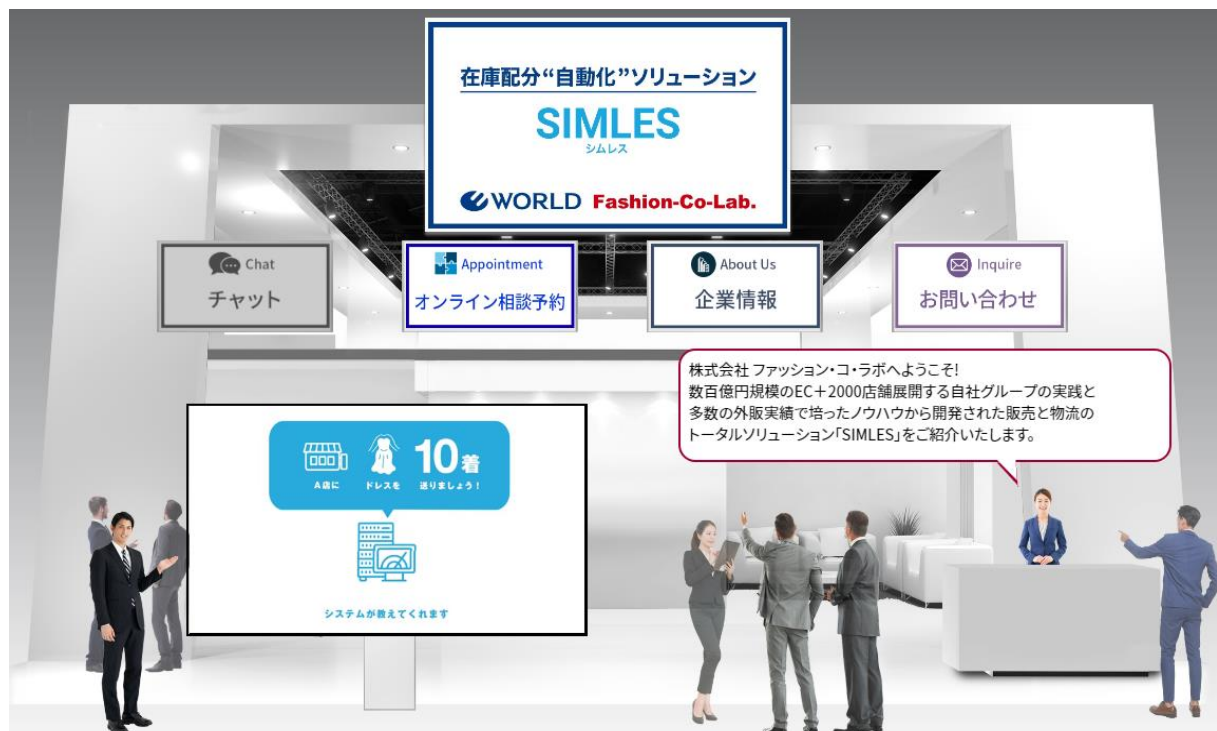 在庫配分“自動化”ソリューション
SIMLES
シムレス
WORLD Fashion-Co-Lab.
Chat
チャット
Appointment
オンライン相談予約
About Us
企業情報
Inquire
お問い合わせ
株式会社 ファッション・コ・ラボへようこそ!
数百億円規模のEC＋2000店舗展開する自社グループの実践と
多数の外販実績で培ったノウハウから開発された販売と物流の
トータルソリューション｢SIMLES｣をご紹介いたします。
10着
A店に ドレスを 送りましょう!
システムが教えてくれます